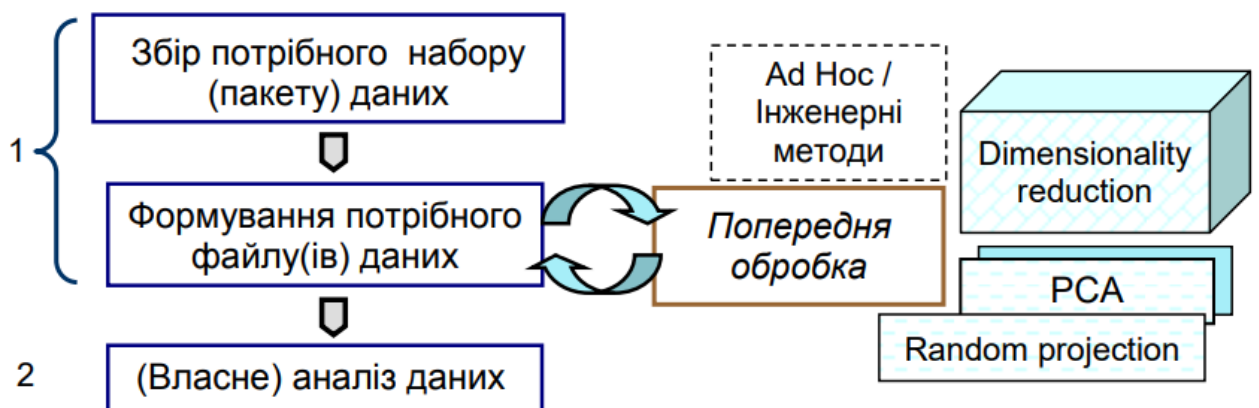 1
Збір потрібного набору
(пакету) даних
Формування потрібного
файлу(ів) даних
2
(Власне) аналіз даних
Ad Hoc /
Інженерні
методи
Попередня
обробка
Dimensionality
reduction
PCA
Random projection